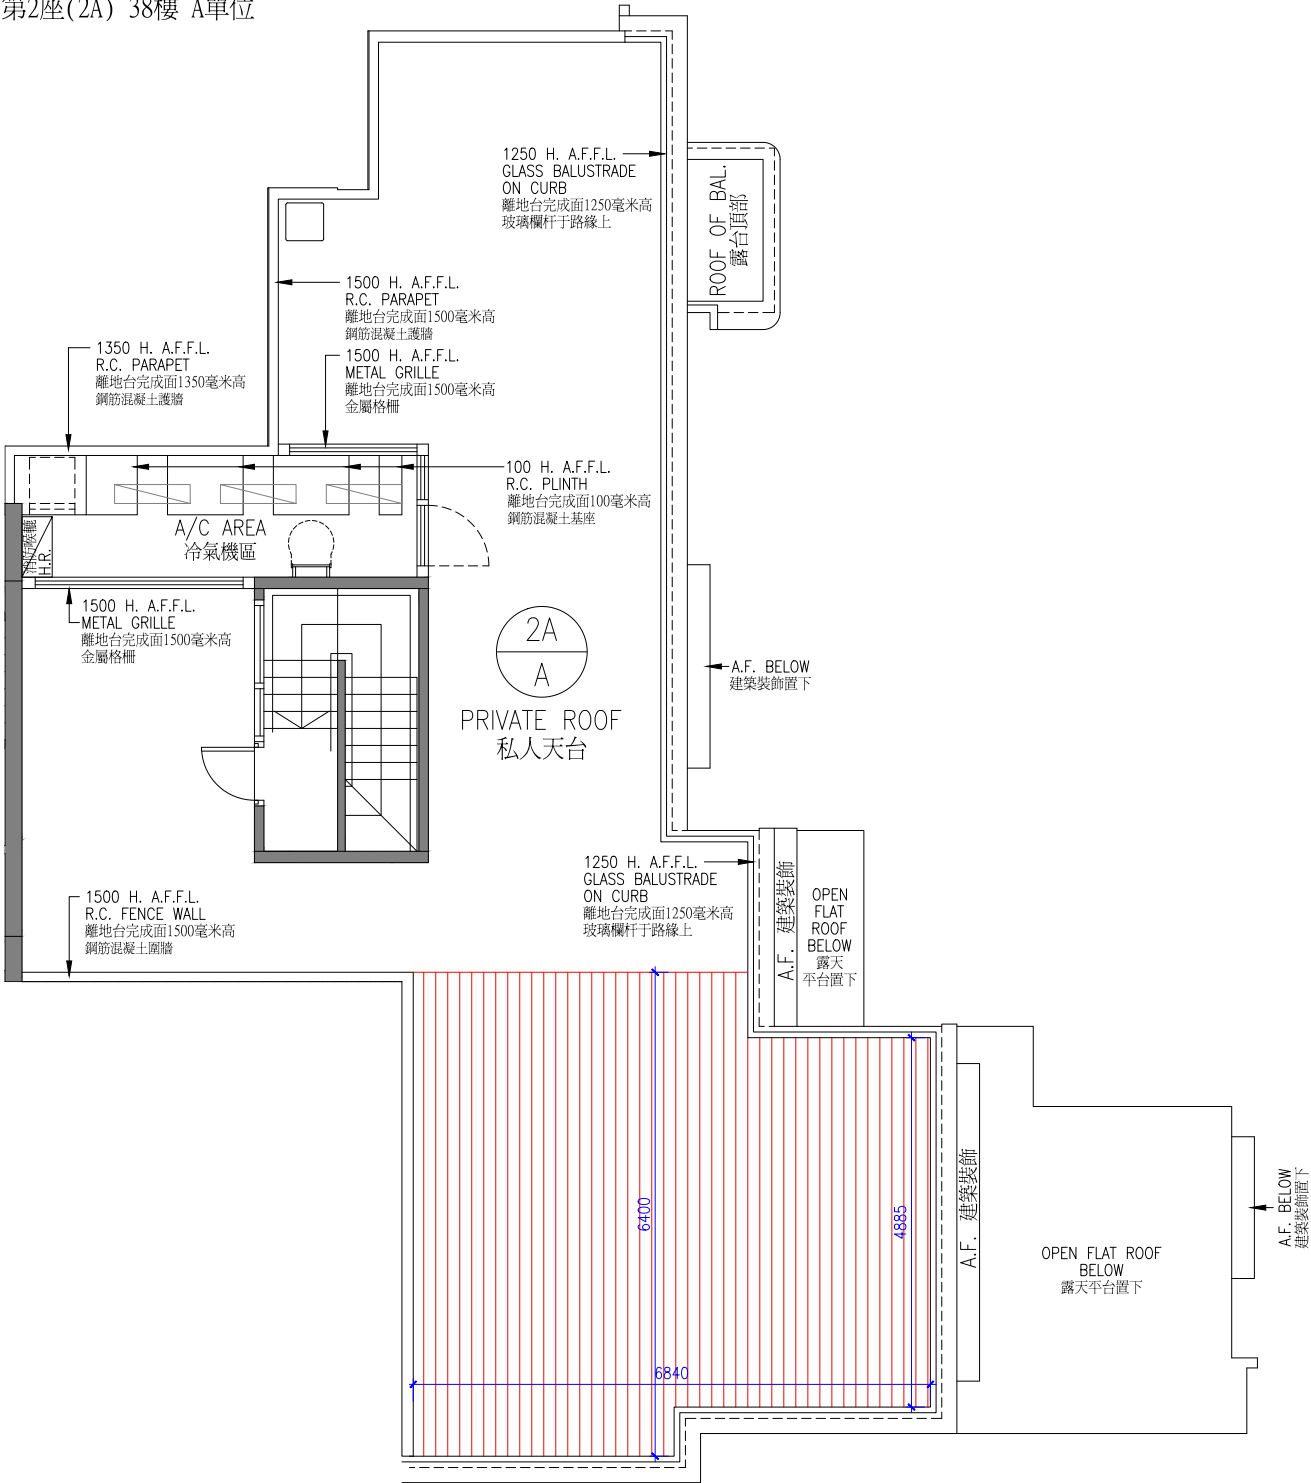 第2座(2A) 38樓 A單位
1250 H. A.F.F.L.
GLASS BALUSTRADE
ON CURB
離地台完成面1250毫米高
玻璃欄杆于路緣上
ROOF OF BAL.
露台頂部
1500 H. A.F.F.L.
R.C. PARAPET
離地台完成面1500毫米高
鋼筋混凝土護牆
1350 H. A.F.F.L.
R.C. PARAPET
離地台完成面1350毫米高
鋼筋混凝土護牆
1500 H. A.F.F.L.
METAL GRILLE
離地台完成面1500毫米高
金屬格柵
100 H. A.F.F.L.
R.C. PLINTH
離地台完成面100毫米高
鋼筋混凝土基座
A/C AREA
冷氣機區
消防喉轆
H.R.
1500 H. A.F.F.L.
METAL GRILLE
離地台完成面1500毫米高
金屬格柵
2A
A
PRIVATE ROOF
私人天台
A.F. BELOW
建築裝飾置下
1250 H. A.F.F.L.
GLASS BALUSTRADE
ON CURB
離地台完成面1250毫米高
玻璃欄杆于路緣上
A.F. 建築裝飾
OPEN
FLAT
ROOF
BELOW
露天
平台置下
1500 H. A.F.F.L.
R.C. FENCE WALL
離地台完成面1500毫米高
鋼筋混凝土圍牆
6400
4885
6840
A.F. 建築裝飾
OPEN FLAT ROOF
BELOW
露天平台置下
A.F. BELOW
建築裝飾置下